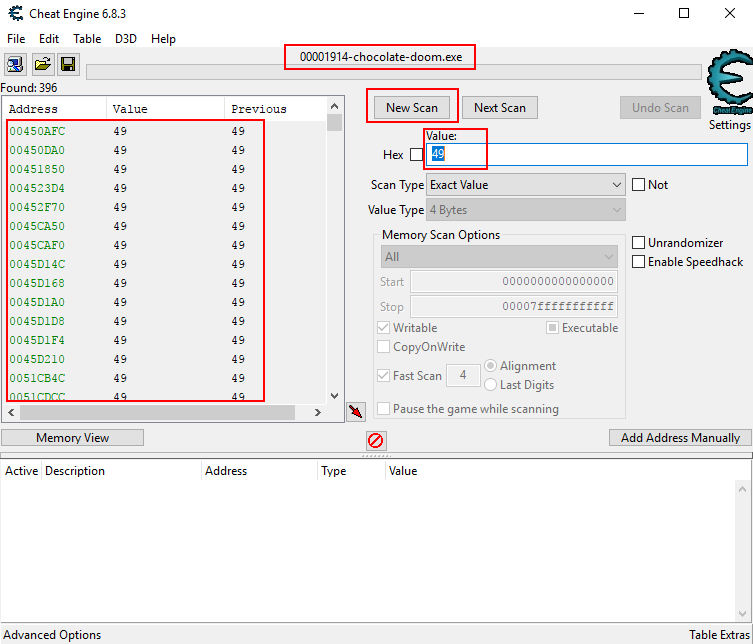 Cheat Engine 6.8.3
File Edit Table D3D Help
00001914-chocolate-doom.exe
Found: 396
Address Value Previous
00450AFC 49 49
00450DA0 49 49
00451850 49 49
004523D4 49 49
00452F70 49 49
0045CA50 49 49
0045CAF0 49 49
0045D14C 49 49
0045D168 49 49
0045D1A0 49 49
0045D1D8 49 49
0045D1F4 49 49
0045D210 49 49
0051CB4C 49 49
0051CDCC 49 49
New Scan Next Scan Undo Scan
Cheat Engine
Settings
Value:
Hex 49
Scan Type Exact Value Not
Value Type 4 Bytes
Memory Scan Options
All
Unrandomizer
Enable Speedhack
Start 0000000000000000
Stop 00007fffffffffff
Writable Executable
CopyOnWrite
Fast Scan 4 Alignment
Last Digits
Pause the game while scanning
Memory View Add Address Manually
Active Description Address Type Value
Advanced Options Table Extras